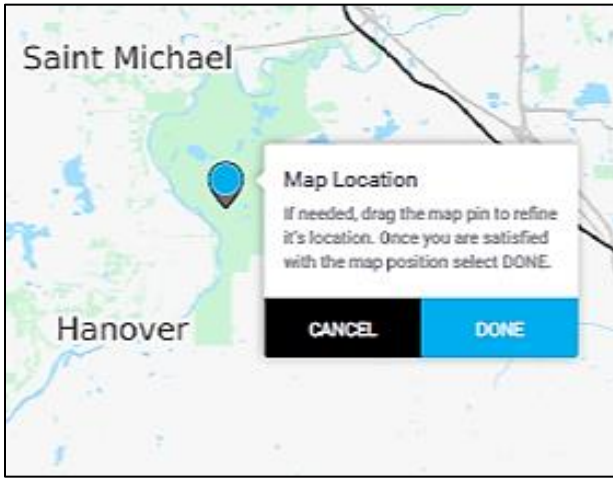 Saint Michael
Map Location
If needed, drag the map pin to refine
it's location. Once you are satisfied
with the map position select DONE.
Hanover
CANCEL
DONE